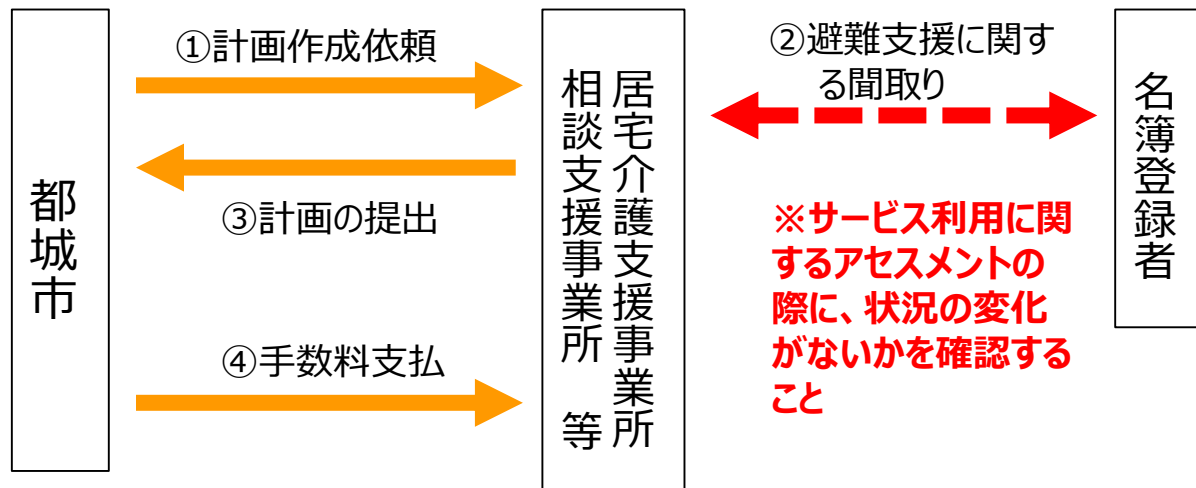 都城市
①計画作成依頼
③計画の提出
④手数料支払
居宅介護支援事業所
相談支援事業所　等
②避難支援に関す
る聞取り
※サービス利用に関
するアセスメントの
際に、状況の変化
がないかを確認する
こと
名簿登録者